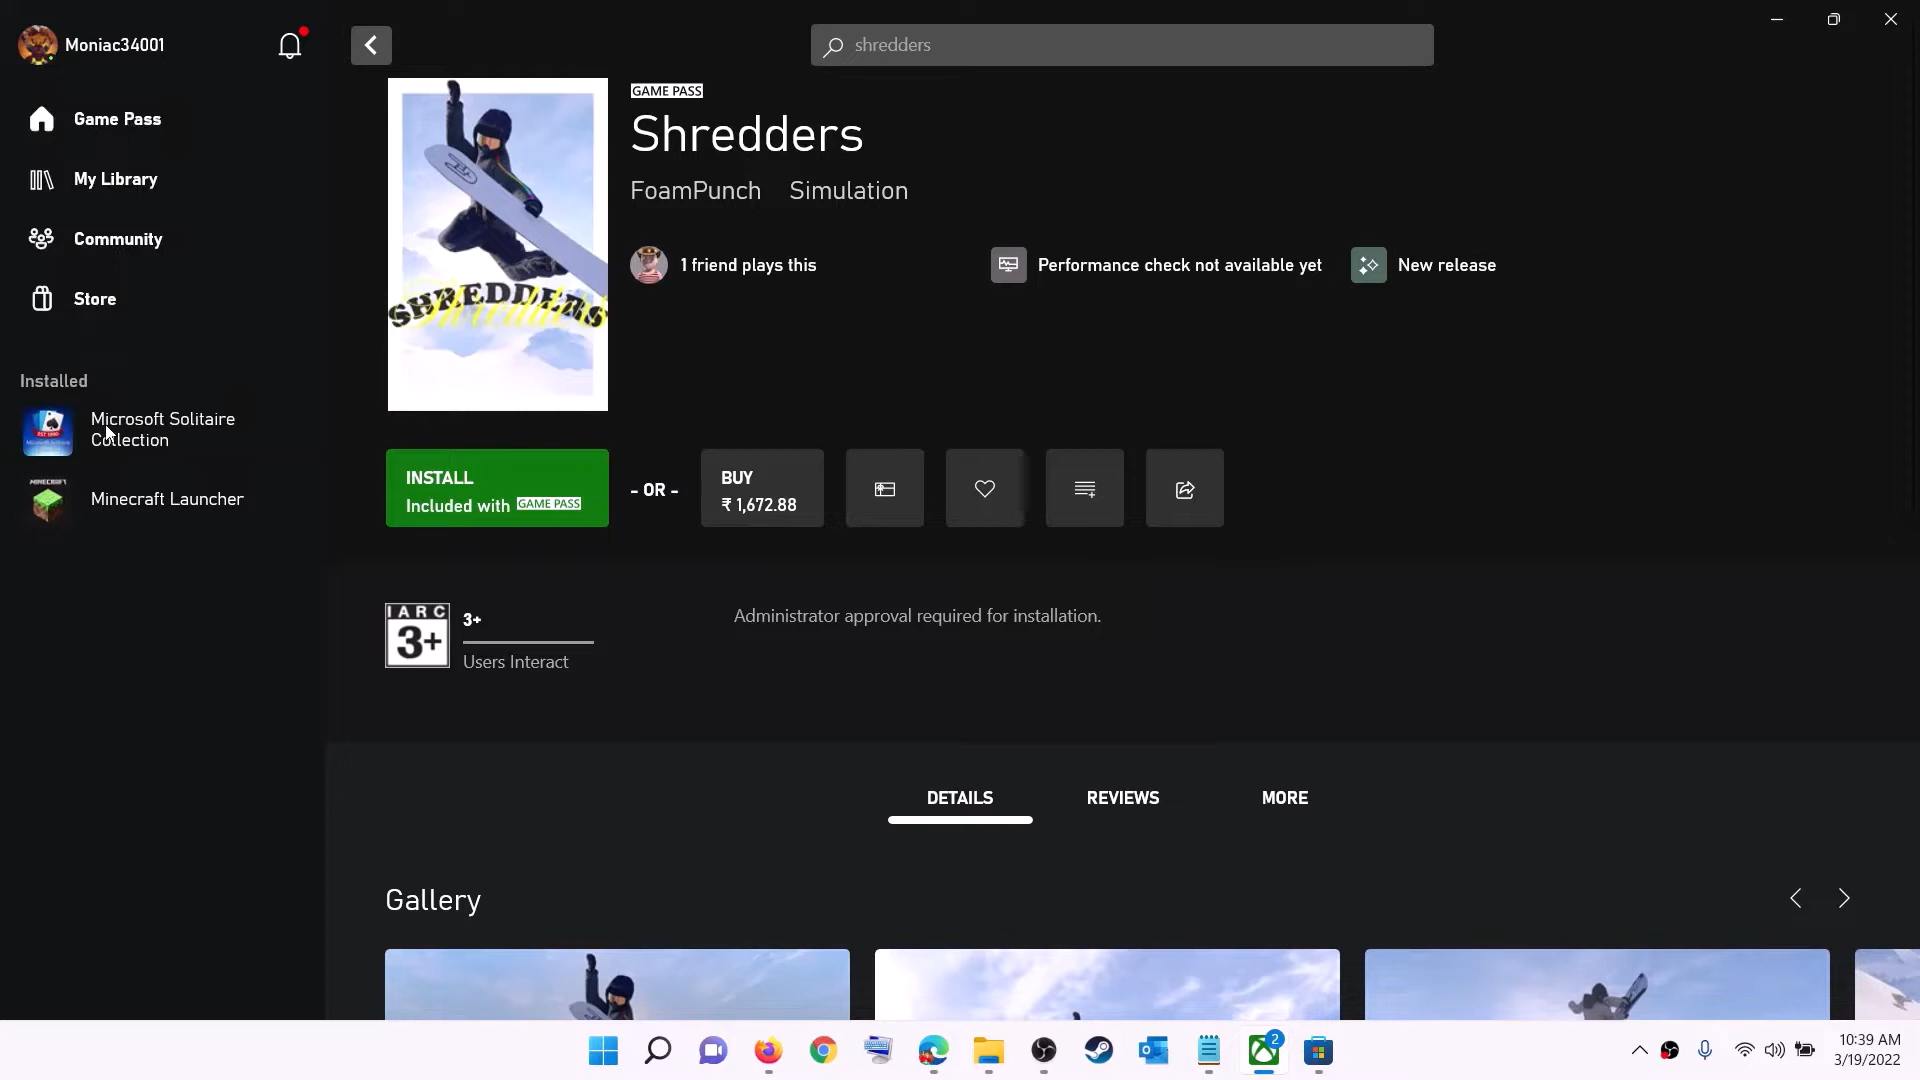 Moniac34001
shredders
Game Pass
My Library
Community
Store
Installed
Microsoft Solitaire
Collection
MINECRAFT
Minecraft Launcher
SHREDDERS
Shredders
GAME PASS
Shredders
FoamPunch Simulation
1 friend plays this
Performance check not available yet
New release
INSTALL
Included with GAME PASS
- OR -
BUY
₹ 1,672.88
IARC
3+
3+
Users Interact
Administrator approval required for installation.
DETAILS
REVIEWS
MORE
Gallery
2
10:39 AM
3/19/2022